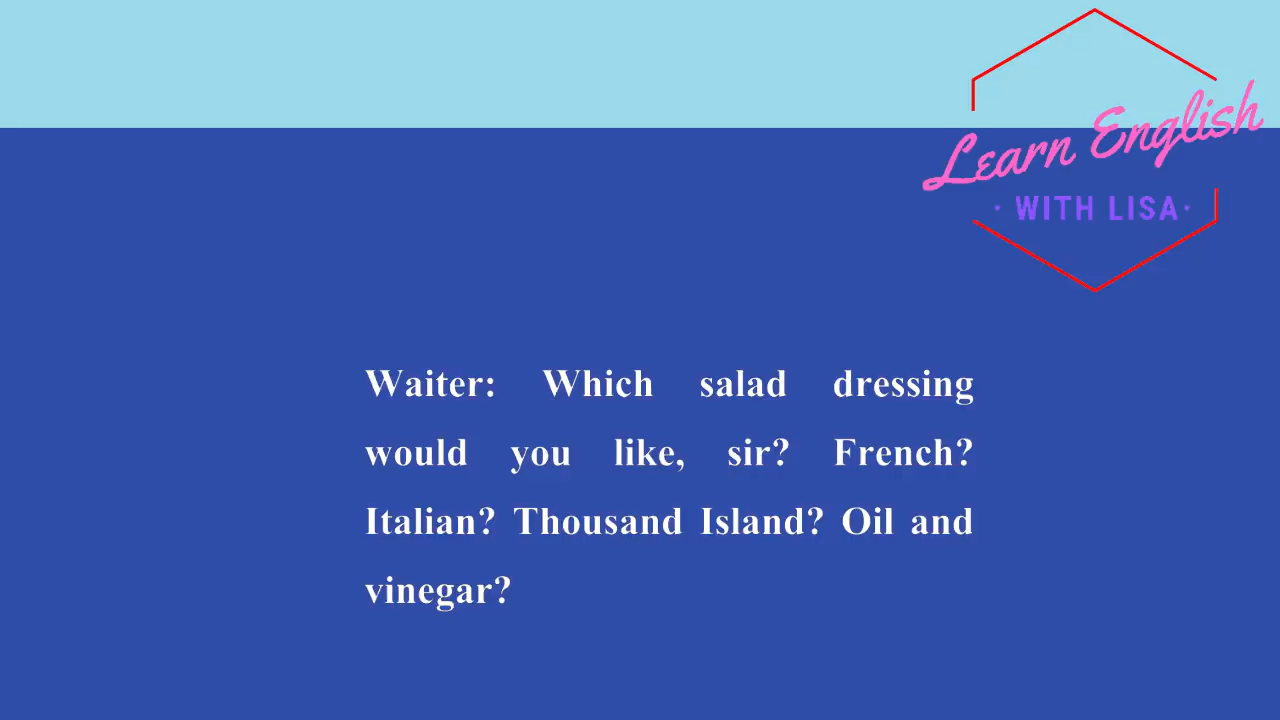 Learn English
· WITH LISA ·
Waiter: Which salad dressing
would you like, sir? French?
Italian? Thousand Island? Oil and
vinegar?